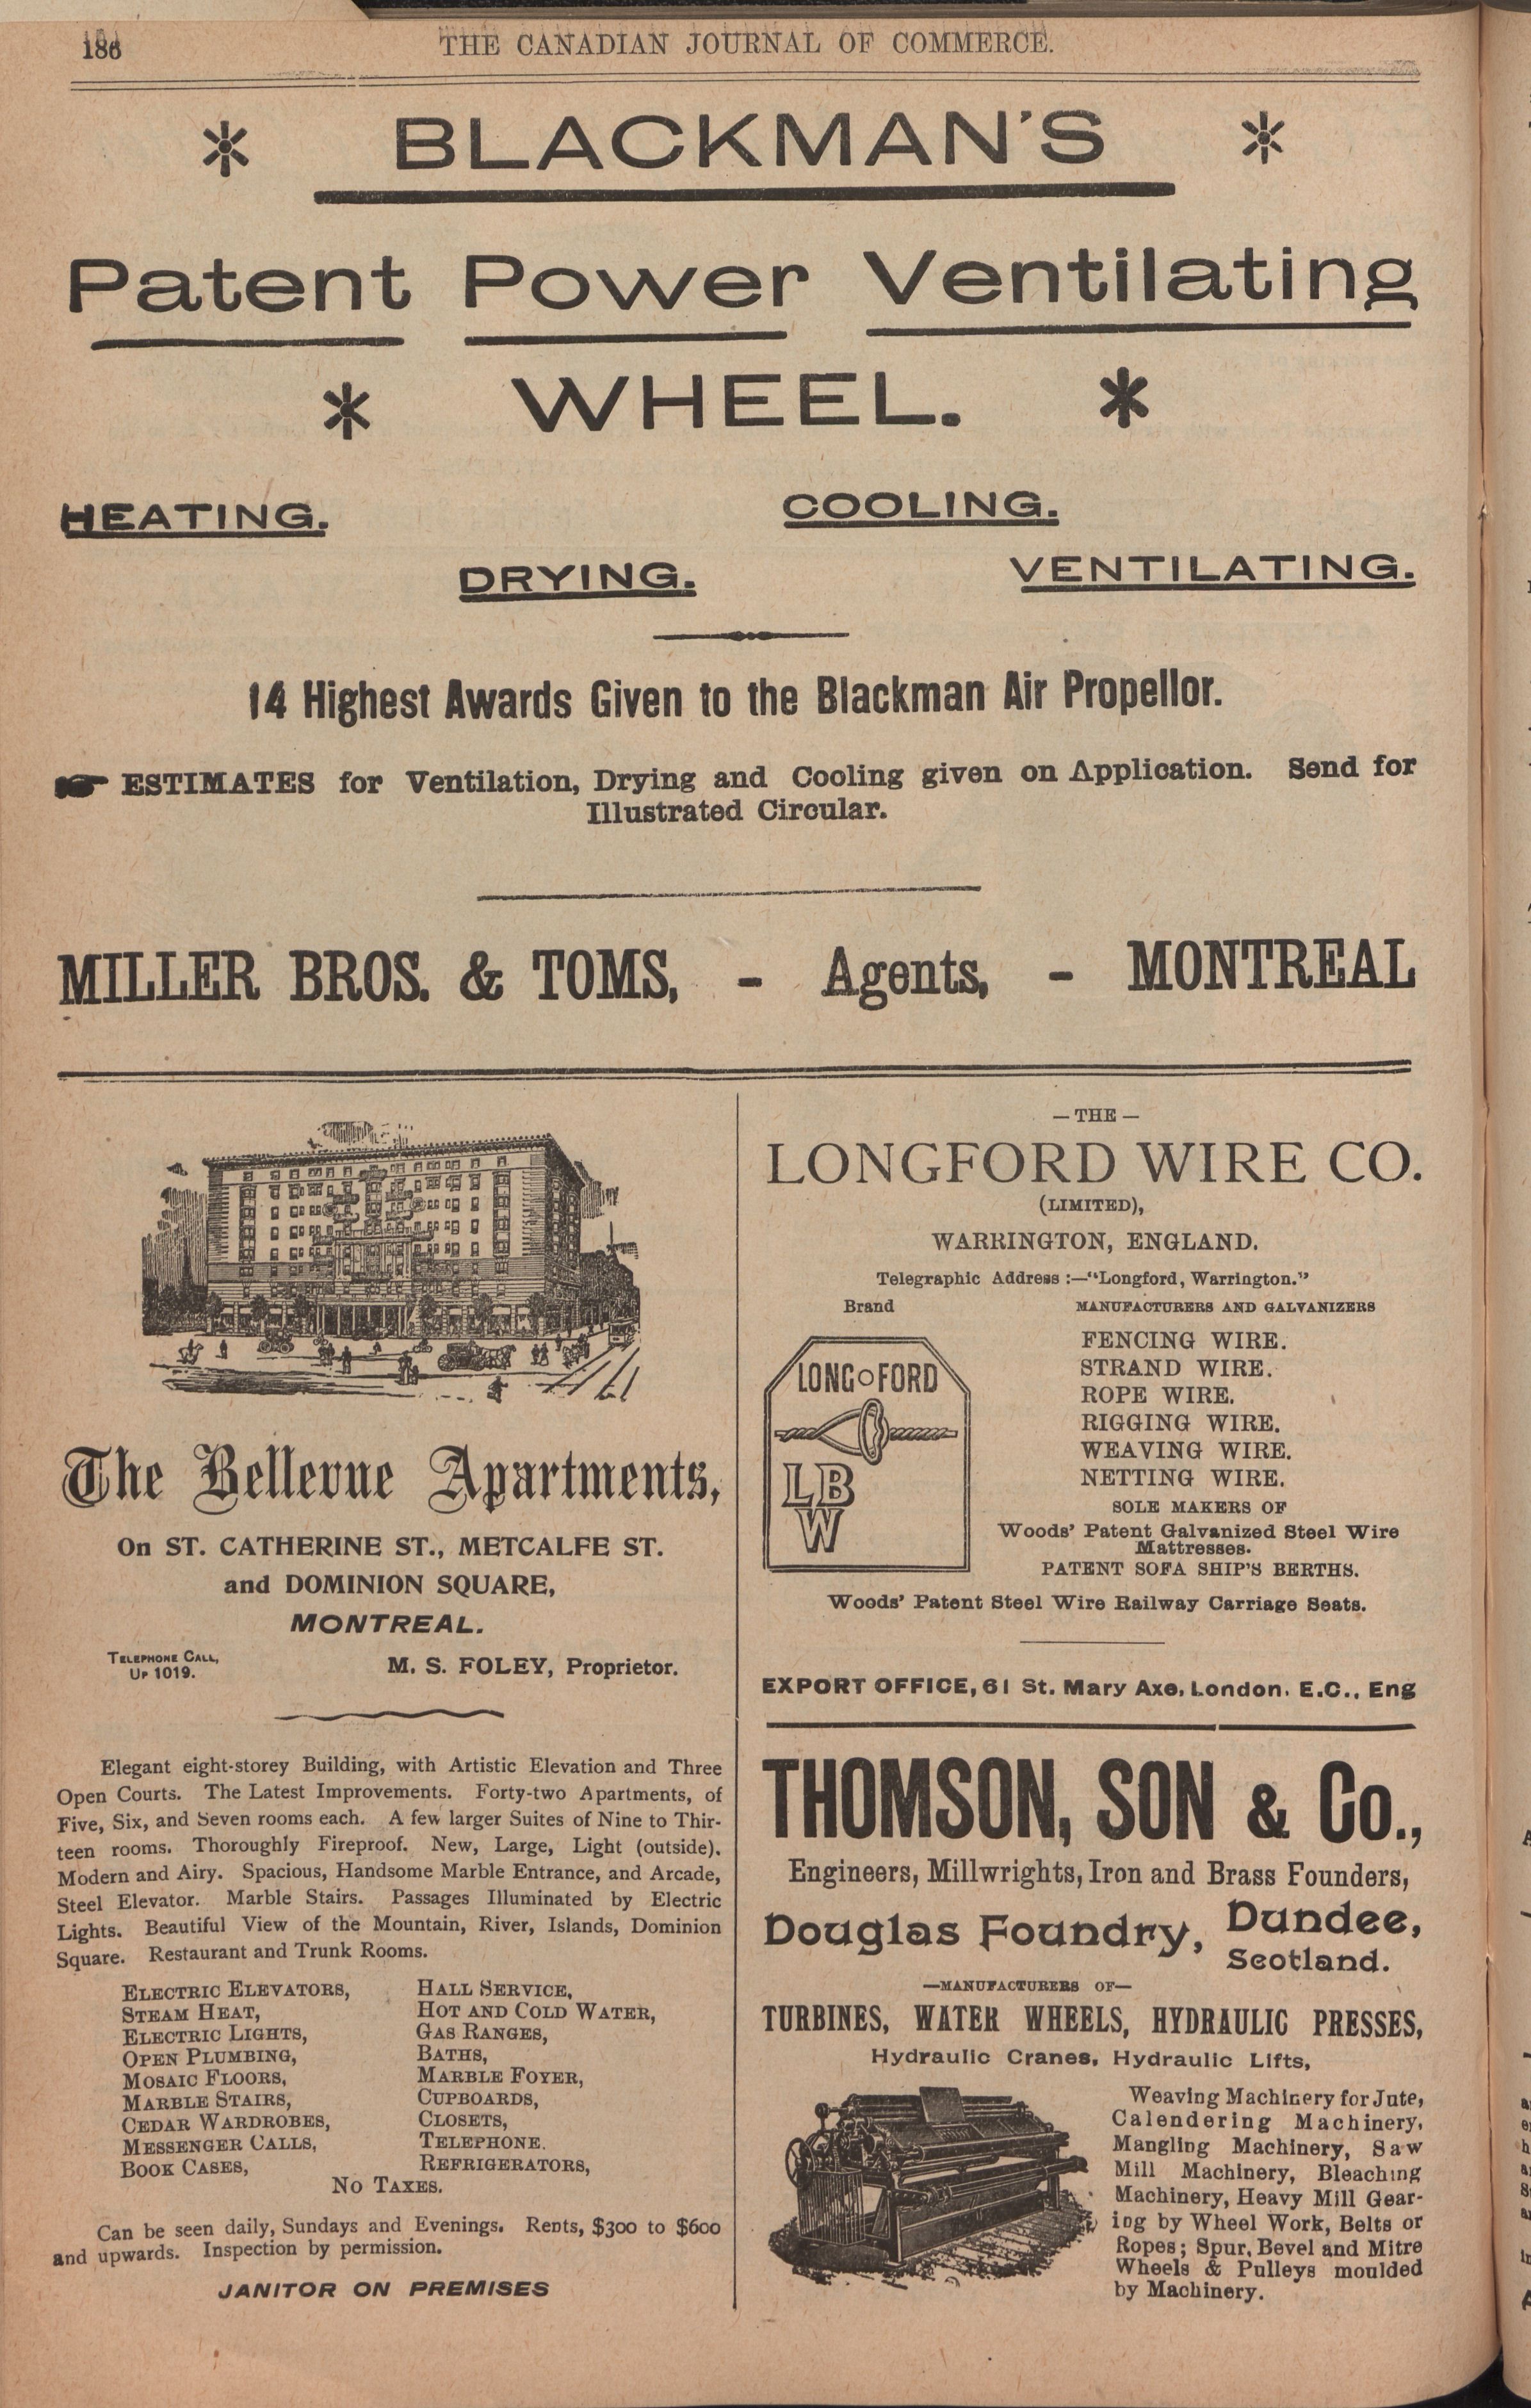 186
THE CANADIAN JOURNAL OF COMMERCE.
* BLACKMAN'S *
Patent Power Ventilating
* WHEEL. *
HEATING.
COOLING.
DRYING.
VENTILATING.
14 Highest Awards Given to the Blackman Air Propellor.
☛ ESTIMATES for Ventilation, Drying and Cooling given on Application. Send for
Illustrated Circular.
MILLER BROS. & TOMS, - Agents, - MONTREAL
The Bellevue Apartments,
On ST. CATHERINE ST., METCALFE ST.
and DOMINION SQUARE,
MONTREAL.
TELEPHONE CALL,
UP 1019.
M. S. FOLEY, Proprietor.
Elegant eight-storey Building, with Artistic Elevation and Three
Open Courts. The Latest Improvements. Forty-two Apartments, of
Five, Six, and Seven rooms each. A few larger Suites of Nine to Thir-
teen rooms. Thoroughly Fireproof. New, Large, Light (outside).
Modern and Airy. Spacious, Handsome Marble Entrance, and Arcade,
Steel Elevator. Marble Stairs. Passages Illuminated by Electric
Lights. Beautiful View of the Mountain, River, Islands, Dominion
Square. Restaurant and Trunk Rooms.
ELECTRIC ELEVATORS,
STEAM HEAT,
ELECTRIC LIGHTS,
OPEN PLUMBING,
MOSAIC FLOORS,
MARBLE STAIRS,
CEDAR WARDROBES,
MESSENGER CALLS,
BOOK CASES,
HALL SERVICE,
HOT AND COLD WATER,
GAS RANGES,
BATHS,
MARBLE FOYER,
CUPBOARDS,
CLOSETS,
TELEPHONE.
REFRIGERATORS,
NO TAXES.
Can be seen daily, Sundays and Evenings. Rents, $300 to $600
and upwards. Inspection by permission.
JANITOR ON PREMISES
— THE —
LONGFORD WIRE CO.
(LIMITED),
WARRINGTON, ENGLAND.
Telegraphic Address :—"Longford, Warrington."
Brand
LONG FORD
LB
W
MANUFACTURERS AND GALVANIZERS
FENCING WIRE.
STRAND WIRE.
ROPE WIRE.
RIGGING WIRE.
WEAVING WIRE.
NETTING WIRE.
SOLE MAKERS OF
Woods' Patent Galvanized Steel Wire
Mattresses.
PATENT SOFA SHIP'S BERTHS.
Woods' Patent Steel Wire Railway Carriage Seats.
EXPORT OFFICE, 61 St. Mary Axe, London. E.C., Eng
THOMSON, SON & Co.,
Engineers, Millwrights, Iron and Brass Founders,
Douglas Foundry, Dundee,
Scotland.
—MANUFACTURERS OF—
TURBINES, WATER WHEELS, HYDRAULIC PRESSES,
Hydraulic Cranes, Hydraulic Lifts,
Weaving Machinery for Jute,
Calendering Machinery,
Mangling Machinery, Saw
Mill Machinery, Bleaching
Machinery, Heavy Mill Gear-
ing by Wheel Work, Belts or
Ropes; Spur, Bevel and Mitre
Wheels & Pulleys moulded
by Machinery.